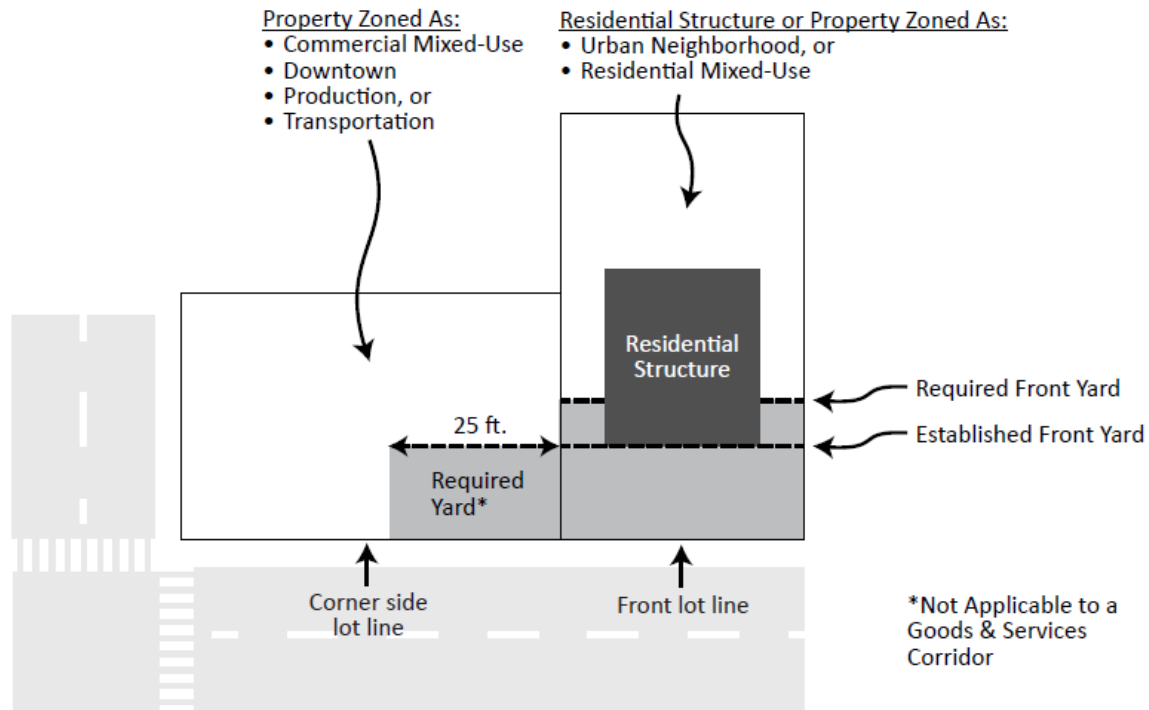 Property Zoned As:
• Commercial Mixed-Use
• Downtown
• Production, or
• Transportation
Residential Structure or Property Zoned As:
• Urban Neighborhood, or
• Residential Mixed-Use
Residential
Structure
Required Front Yard
Established Front Yard
25 ft.
Required
Yard*
Corner side
lot line
Front lot line
*Not Applicable to a
Goods & Services
Corridor